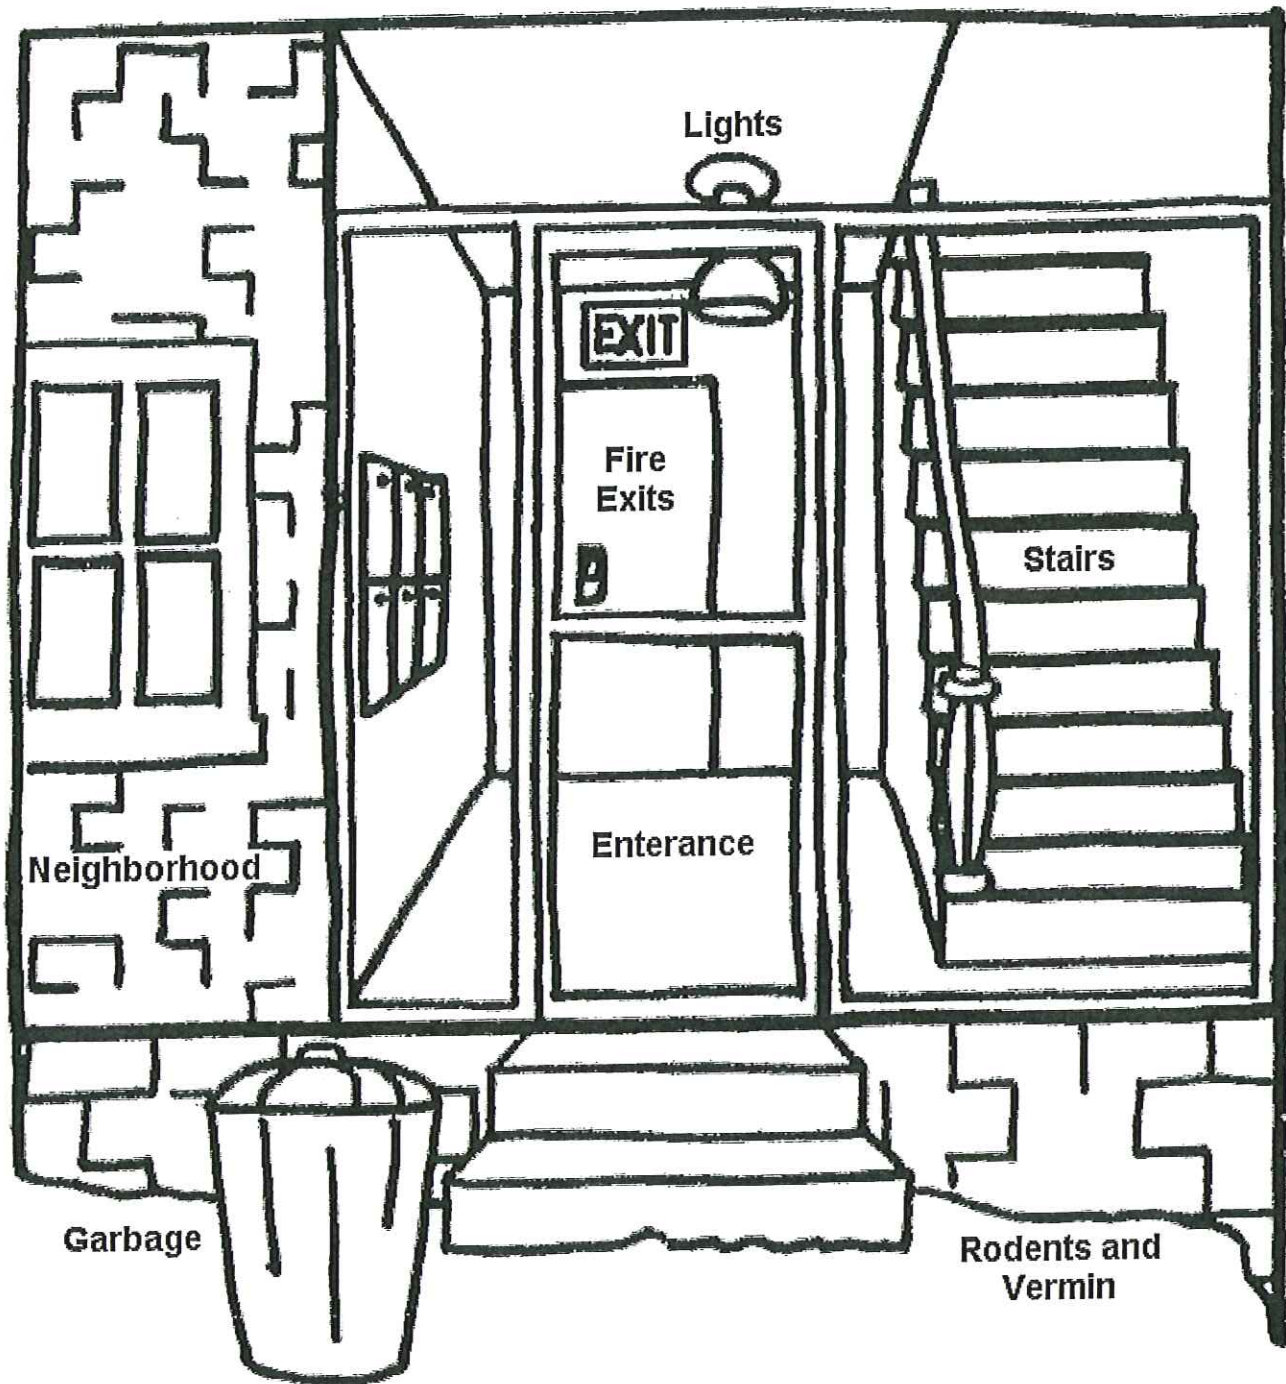 Lights
EXIT
Fire
Exits
Stairs
Enterance
Neighborhood
Garbage
Rodents and
Vermin